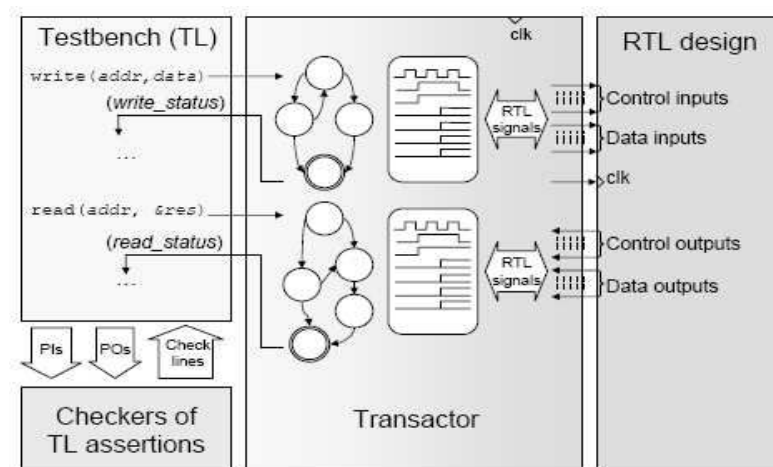 Testbench (TL)
write(addr,data)
(write_status)
...
read(addr, &res)
(read_status)
...
PIs
POs
Check
lines
Checkers of
TL assertions
clk
RTL
signals
RTL
signals
Transactor
RTL design
Control inputs
Data inputs
clk
Control outputs
Data outputs